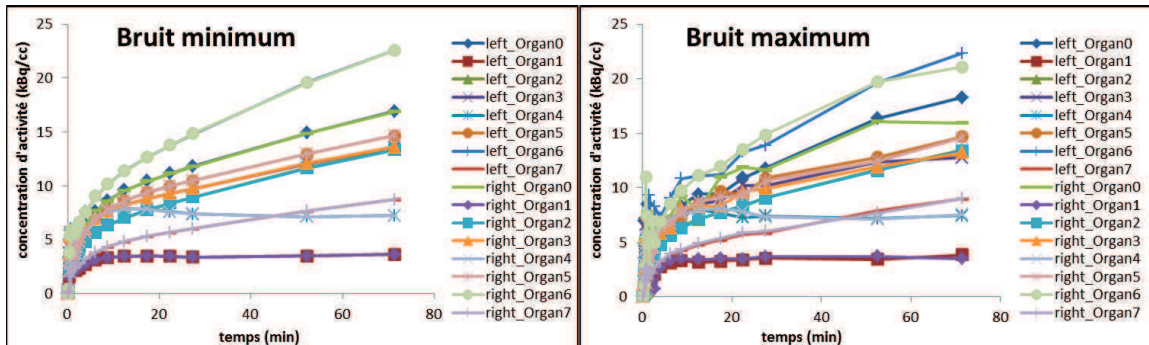 Bruit minimum
concentration d'activité (kBq/cc)
25
20
15
10
5
0
0
20
40
60
80
temps (min)
left_Organ0
left_Organ1
left_Organ2
left_Organ3
left_Organ4
left_Organ5
left_Organ6
left_Organ7
right_Organ0
right_Organ1
right_Organ2
right_Organ3
right_Organ4
right_Organ5
right_Organ6
right_Organ7
Bruit maximum
concentration d'activité (kBq/cc)
25
20
15
10
5
0
0
20
40
60
80
temps (min)
left_Organ0
left_Organ1
left_Organ2
left_Organ3
left_Organ4
left_Organ5
left_Organ6
left_Organ7
right_Organ0
right_Organ1
right_Organ2
right_Organ3
right_Organ4
right_Organ5
right_Organ6
right_Organ7